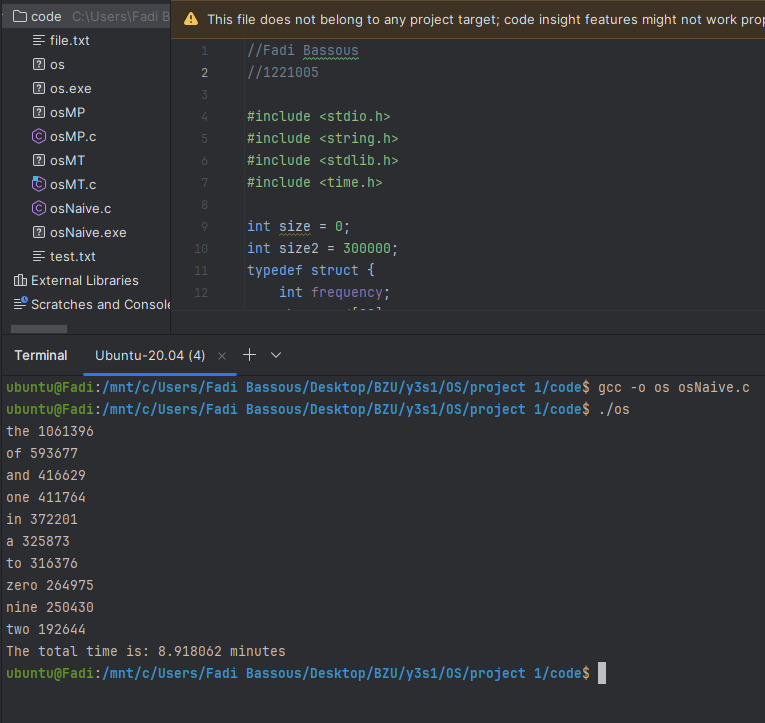 code C:\Users\Fadi B
file.txt
os
os.exe
osMP
osMP.c
osMT
osMT.c
osNaive.c
osNaive.exe
test.txt
External Libraries
Scratches and Console
This file does not belong to any project target; code insight features might not work prop
1 //Fadi Bassous
2 //1221005
3
4 #include <stdio.h>
5 #include <string.h>
6 #include <stdlib.h>
7 #include <time.h>
8
9 int size = 0;
10 int size2 = 300000;
11 typedef struct {
12 int frequency;
Terminal Ubuntu-20.04 (4)
ubuntu@Fadi:/mnt/c/Users/Fadi Bassous/Desktop/BZU/y3s1/OS/project 1/code$ gcc -o os osNaive.c
ubuntu@Fadi:/mnt/c/Users/Fadi Bassous/Desktop/BZU/y3s1/OS/project 1/code$ ./os
the 1061396
of 593677
and 416629
one 411764
in 372201
a 325873
to 316376
zero 264975
nine 250430
two 192644
The total time is: 8.918062 minutes
ubuntu@Fadi:/mnt/c/Users/Fadi Bassous/Desktop/BZU/y3s1/OS/project 1/code$